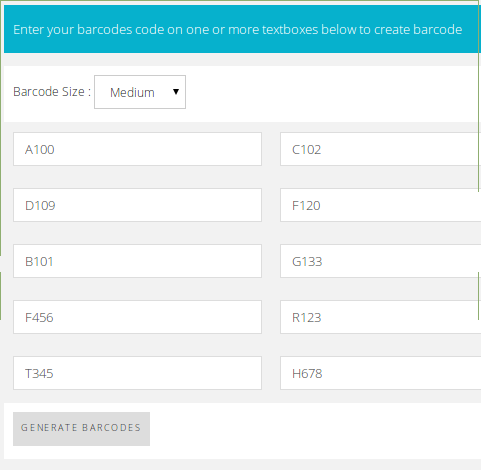 Enter your barcodes code on one or more textboxes below to create barcode
Barcode Size : Medium
A100 C102
D109 F120
B101 G133
F456 R123
T345 H678
GENERATE BARCODES